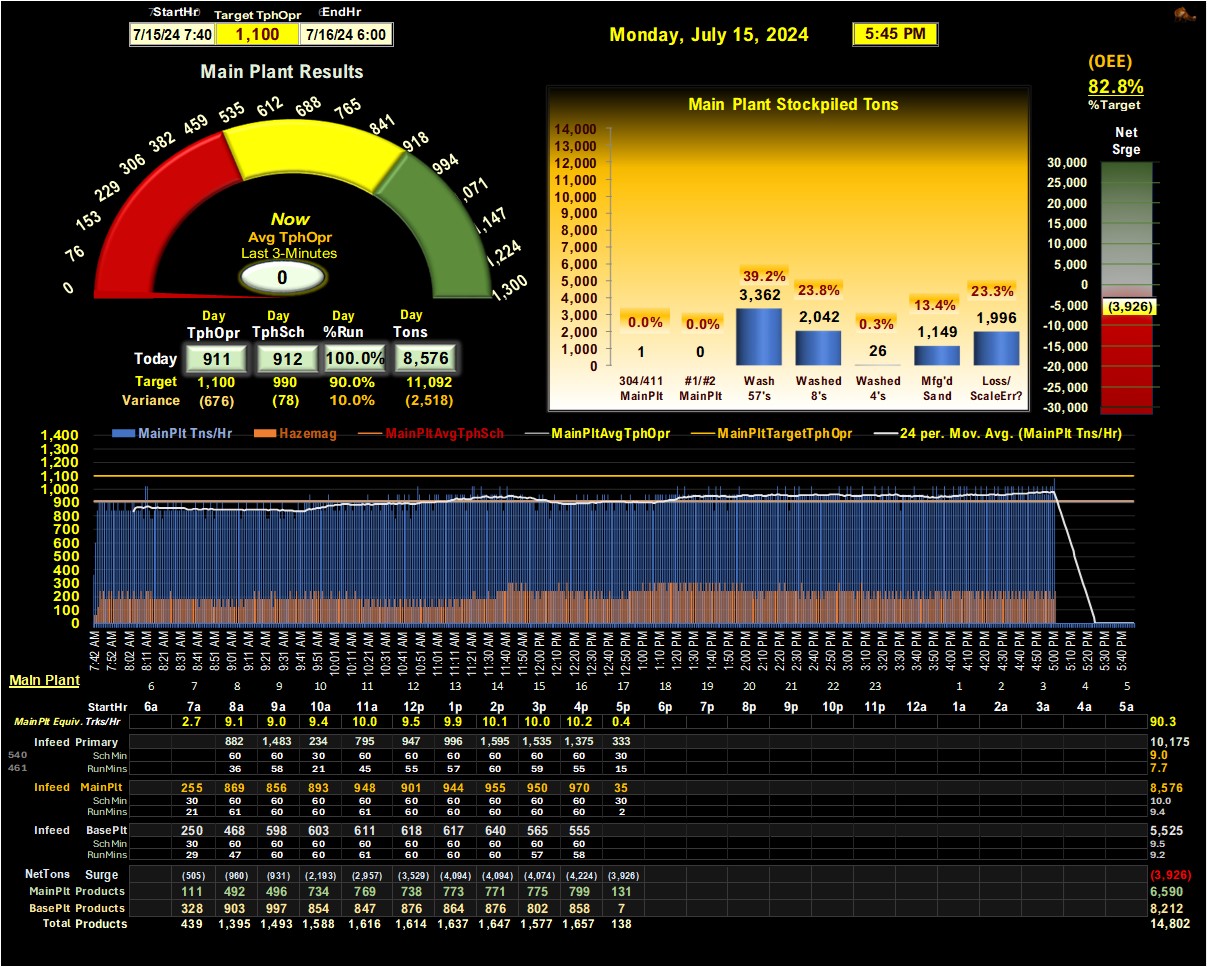 StartHr Target TphOpr EndHr
7/15/24 7:40 1,100 7/16/24 6:00
Monday, July 15, 2024 5:45 PM
(OEE)
82.8%
%Target
Main Plant Results
0 76 153 229 306 382 459 535 612 688 765 841 918 994 ,071 ,147 1,224 1,300
Now
Avg TphOpr
Last 3-Minutes
0
Day Day Day Day
TphOpr TphSch %Run Tons
Today 911 912 100.0% 8,576
Target 1,100 990 90.0% 11,092
Variance (676) (78) 10.0% (2,518)
Main Plant Stockpiled Tons
14,000
13,000
12,000
11,000
10,000
9,000
8,000
7,000
6,000
5,000
4,000
3,000
2,000
1,000
0
0.0% 0.0% 39.2% 23.8% 0.3% 13.4% 23.3%
1 0 3,362 2,042 26 1,149 1,996
304/411 #1/#2 Wash Washed Washed Mfg'd Loss/
MainPlt MainPlt 57's 8's 4's Sand ScaleErr?
Net
Srge
30,000
25,000
20,000
15,000
10,000
5,000
0
-5,000
-10,000
-15,000
-20,000
-25,000
-30,000
(3,926)
MainPlt Tns/Hr Hazemag MainPltAvgTphSch MainPltAvgTphOpr MainPltTargetTphOpr 24 per. Mov. Avg. (MainPlt Tns/Hr)
1,400
1,300
1,200
1,100
1,000
900
800
700
600
500
400
300
200
100
0
7:42 AM 7:52 AM 8:02 AM 8:11 AM 8:21 AM 8:31 AM 8:41 AM 8:51 AM 9:01 AM 9:11 AM 9:21 AM 9:31 AM 9:41 AM 9:51 AM 10:01 AM 10:11 AM 10:21 AM 10:31 AM 10:41 AM 10:51 AM 11:01 AM 11:11 AM 11:21 AM 11:30 AM 11:40 AM 11:50 AM 12:00 PM 12:10 PM 12:20 PM 12:30 PM 12:40 PM 12:50 PM 1:00 PM 1:10 PM 1:20 PM 1:30 PM 1:40 PM 1:50 PM 2:00 PM 2:10 PM 2:20 PM 2:30 PM 2:40 PM 2:50 PM 3:00 PM 3:10 PM 3:20 PM 3:30 PM 3:40 PM 3:50 PM 4:00 PM 4:10 PM 4:20 PM 4:30 PM 4:40 PM 4:50 PM 5:00 PM 5:10 PM 5:20 PM 5:30 PM 5:40 PM
Main Plant 6 7 8 9 10 11 12 13 14 15 16 17 18 19 20 21 22 23 1 2 3 4 5
StartHr 6a 7a 8a 9a 10a 11a 12p 1p 2p 3p 4p 5p 6p 7p 8p 9p 10p 11p 12a 1a 2a 3a 4a 5a
MainPlt Equiv. Trks/Hr 2.7 9.1 9.0 9.4 10.0 9.5 9.9 10.1 10.0 10.2 0.4 90.3
Infeed Primary 882 1,483 234 795 947 996 1,595 1,535 1,375 333 10,175
540 SchMin 60 60 30 60 60 60 60 60 60 30 9.0
461 RunMins 36 58 21 45 55 57 60 59 55 15 7.7
Infeed MainPlt 255 869 856 893 948 901 944 955 950 970 35 8,576
SchMin 30 60 60 60 60 60 60 60 60 60 30 10.0
RunMins 21 61 60 60 61 60 60 60 60 60 2 9.4
Infeed BasePlt 250 468 598 603 611 618 617 640 565 555 5,525
SchMin 30 60 60 60 60 60 60 60 60 60 9.5
RunMins 29 47 60 60 61 60 60 60 57 58 9.2
NetTons Surge (505) (960) (931) (2,193) (2,957) (3,529) (4,094) (4,094) (4,074) (4,224) (3,926) (3,926)
MainPlt Products 111 492 496 734 769 738 773 771 775 799 131 6,590
BasePlt Products 328 903 997 854 847 876 864 876 802 858 7 8,212
Total Products 439 1,395 1,493 1,588 1,616 1,614 1,637 1,647 1,577 1,657 138 14,802